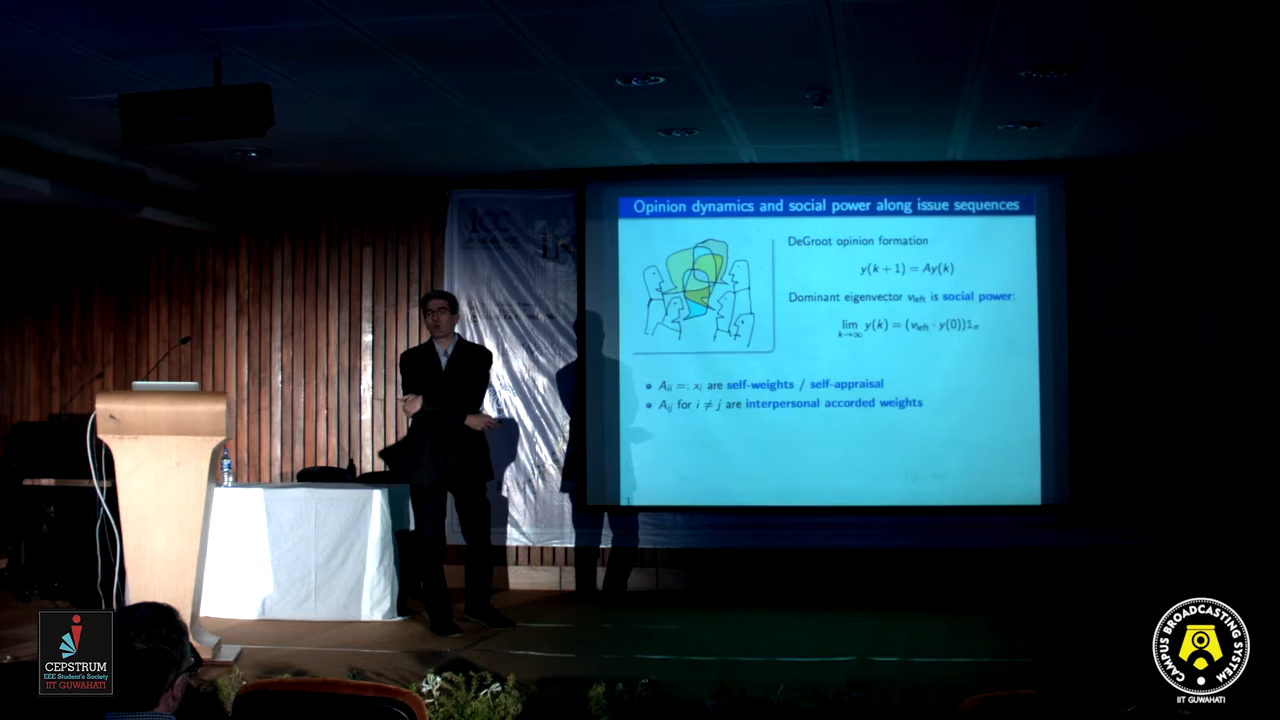 Opinion dynamics and social power along issue sequences
DeGroot opinion formation
y(k + 1) = Ay(k)
Dominant eigenvector v_left is social power:
lim_{k→∞} y(k) = (v_left · y(0))𝟙_n
A_ii =: x_i are self-weights / self-appraisal
A_ij for i ≠ j are interpersonal accorded weights
CEPSTRUM
EEE Student's Society
IIT GUWAHATI
CAMPUS BROADCASTING SYSTEM
IIT GUWAHATI